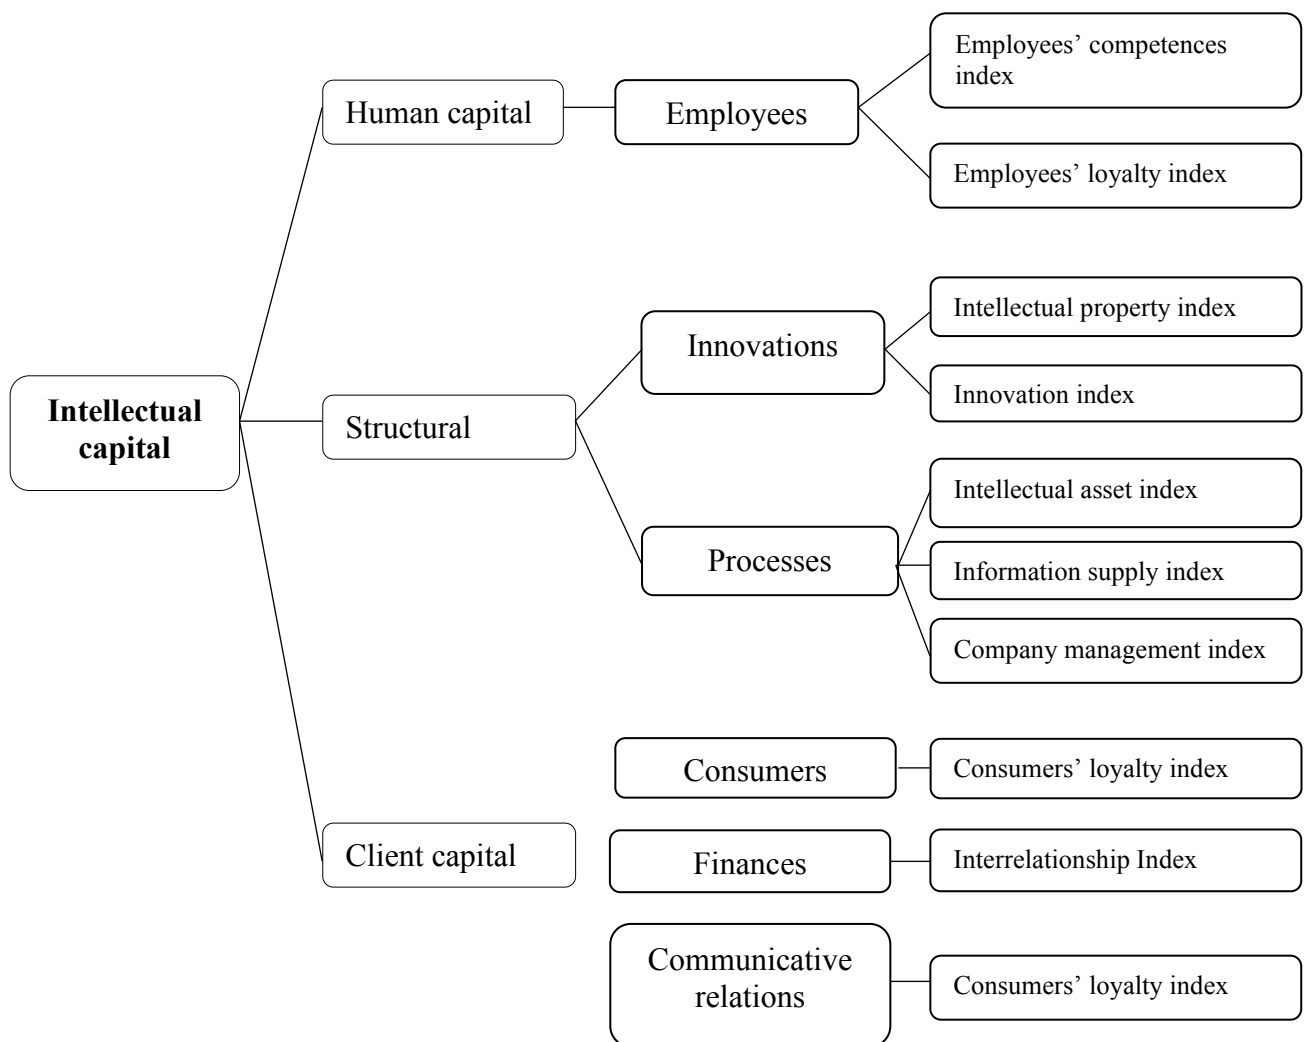 Intellectual
capital
Human capital
Employees
Employees’ competences
index
Employees’ loyalty index
Structural
Innovations
Intellectual property index
Innovation index
Processes
Intellectual asset index
Information supply index
Company management index
Client capital
Consumers
Consumers’ loyalty index
Finances
Interrelationship Index
Communicative
relations
Consumers’ loyalty index